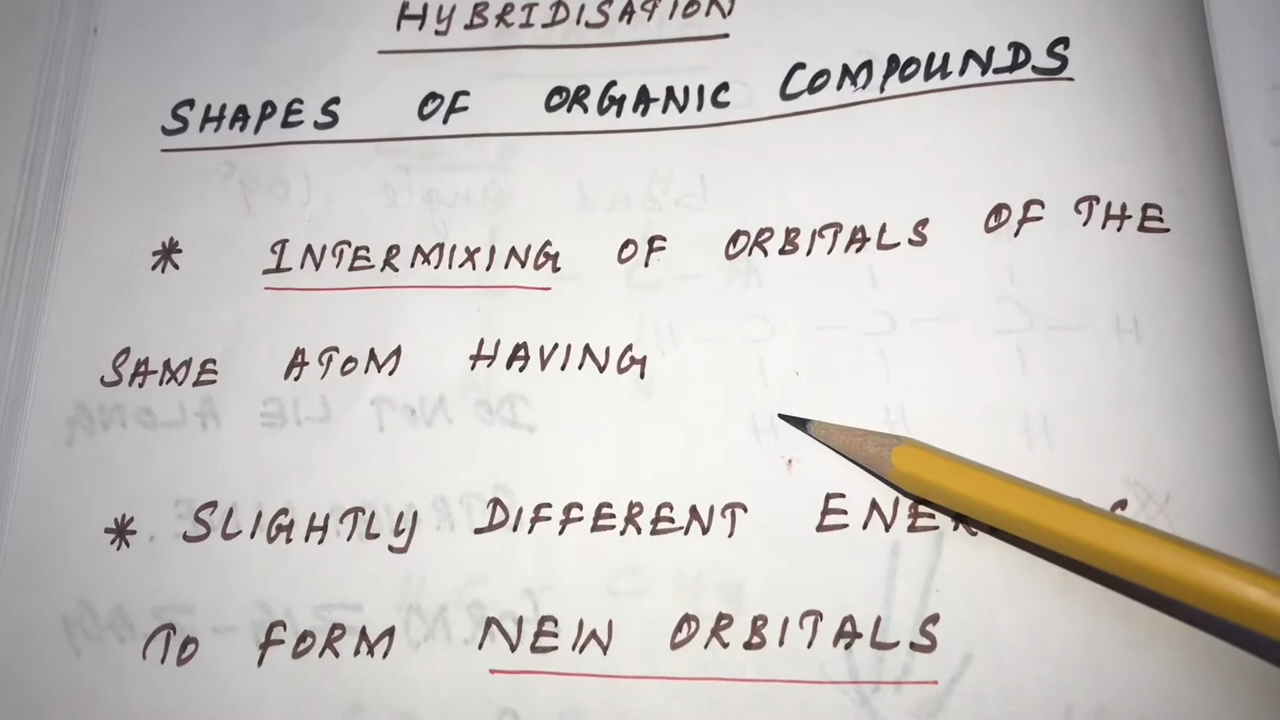 HYBRIDISATION
SHAPES OF ORGANIC COMPOUNDS
* INTERMIXING OF ORBITALS OF THE
SAME ATOM HAVING
* SLIGHTLY DIFFERENT
TO FORM NEW ORBITALS